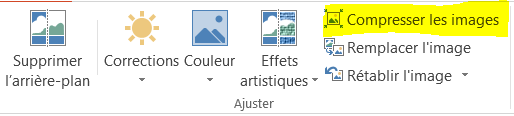 Supprimer
l'arrière-plan
Corrections
Couleur
Effets
artistiques
Compresser les images
Remplacer l'image
Rétablir l'image
Ajuster